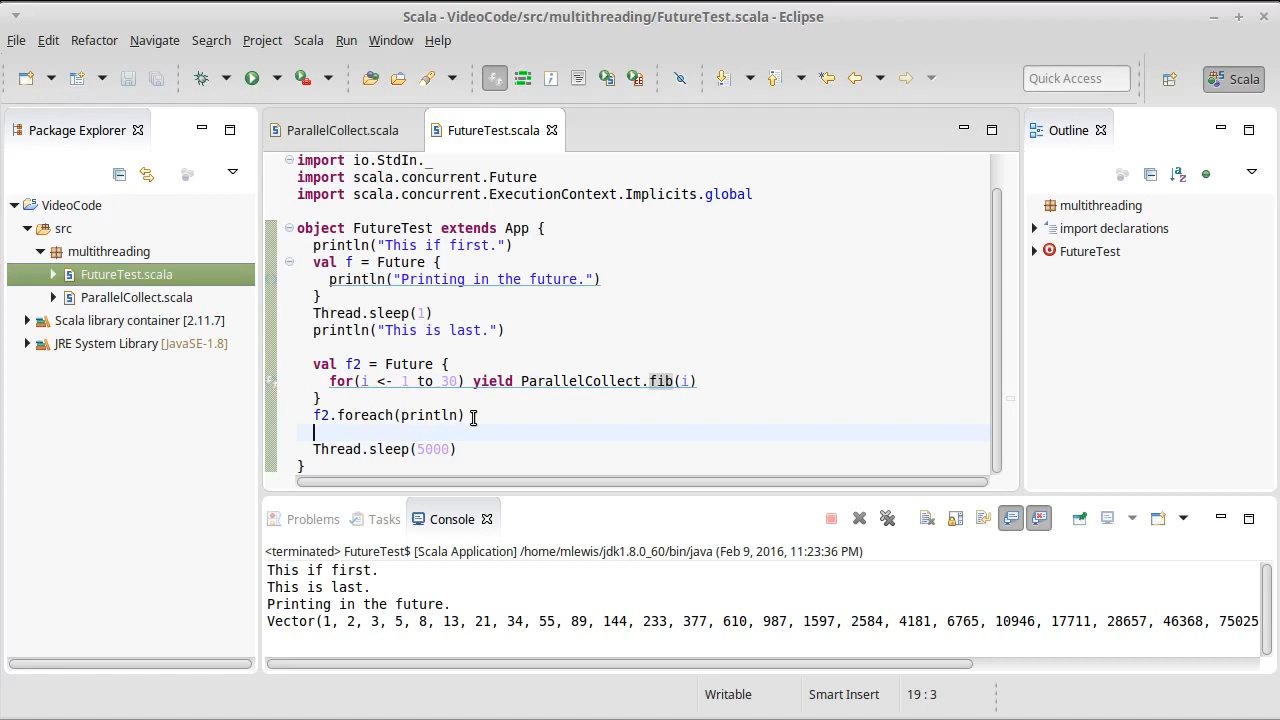 Scala - VideoCode/src/multithreading/FutureTest.scala - Eclipse
File Edit Refactor Navigate Search Project Scala Run Window Help
Quick Access
Scala
Package Explorer
VideoCode
src
multithreading
FutureTest.scala
ParallelCollect.scala
Scala library container [2.11.7]
JRE System Library [JavaSE-1.8]
ParallelCollect.scala FutureTest.scala
import io.StdIn._
import scala.concurrent.Future
import scala.concurrent.ExecutionContext.Implicits.global
object FutureTest extends App {
println("This if first.")
val f = Future {
println("Printing in the future.")
}
Thread.sleep(1)
println("This is last.")
val f2 = Future {
for(i <- 1 to 30) yield ParallelCollect.fib(i)
}
f2.foreach(println)
Thread.sleep(5000)
}
Outline
multithreading
import declarations
FutureTest
Problems Tasks Console
<terminated> FutureTest$ [Scala Application] /home/mlewis/jdk1.8.0_60/bin/java (Feb 9, 2016, 11:23:36 PM)
This if first.
This is last.
Printing in the future.
Vector(1, 2, 3, 5, 8, 13, 21, 34, 55, 89, 144, 233, 377, 610, 987, 1597, 2584, 4181, 6765, 10946, 17711, 28657, 46368, 75025
Writable Smart Insert 19 : 3